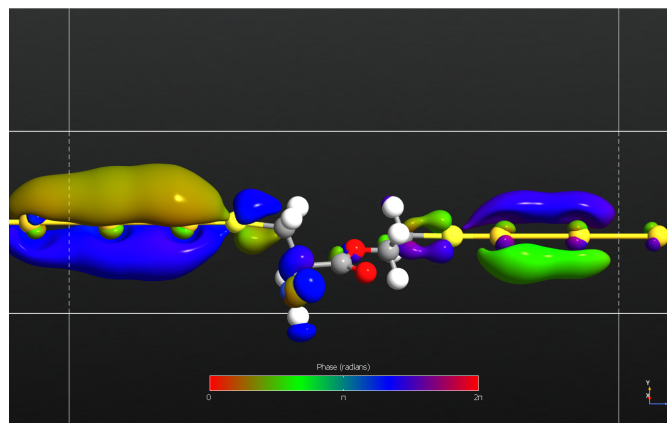 Phase (radians)
0 π 2π
Y
X